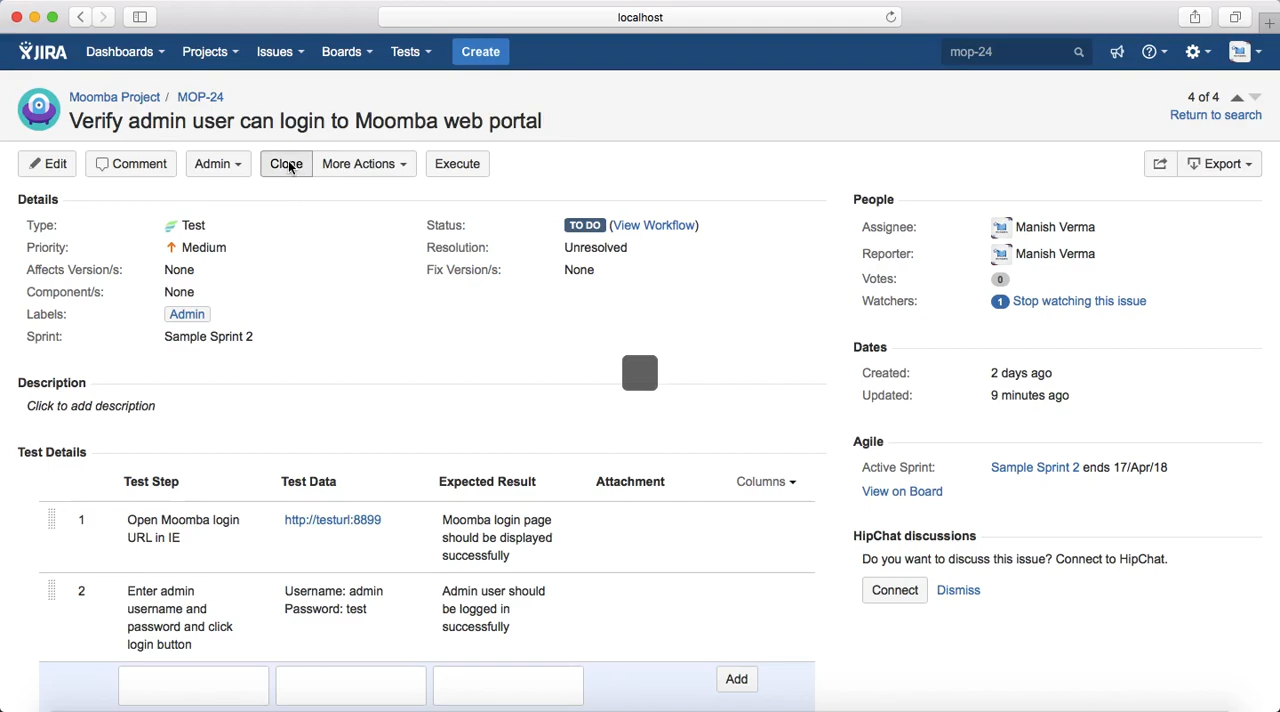 localhost
JIRA Dashboards Projects Issues Boards Tests Create mop-24
Moomba Project / MOP-24
4 of 4
Verify admin user can login to Moomba web portal
Return to search
Edit Comment Admin Clone More Actions Execute Export
Details
Type: Test
Status: TO DO (View Workflow)
Priority: Medium
Resolution: Unresolved
Affects Version/s: None
Fix Version/s: None
Component/s: None
Labels: Admin
Sprint: Sample Sprint 2
People
Assignee: Manish Verma
Reporter: Manish Verma
Votes: 0
Watchers: 1 Stop watching this issue
Dates
Created: 2 days ago
Updated: 9 minutes ago
Description
Click to add description
Agile
Active Sprint: Sample Sprint 2 ends 17/Apr/18
View on Board
HipChat discussions
Do you want to discuss this issue? Connect to HipChat.
Connect Dismiss
Test Details
Test Step Test Data Expected Result Attachment Columns
1 Open Moomba login http://testurl:8899 Moomba login page
URL in IE should be displayed
successfully
2 Enter admin Username: admin Admin user should
username and Password: test be logged in
password and click successfully
login button
Add